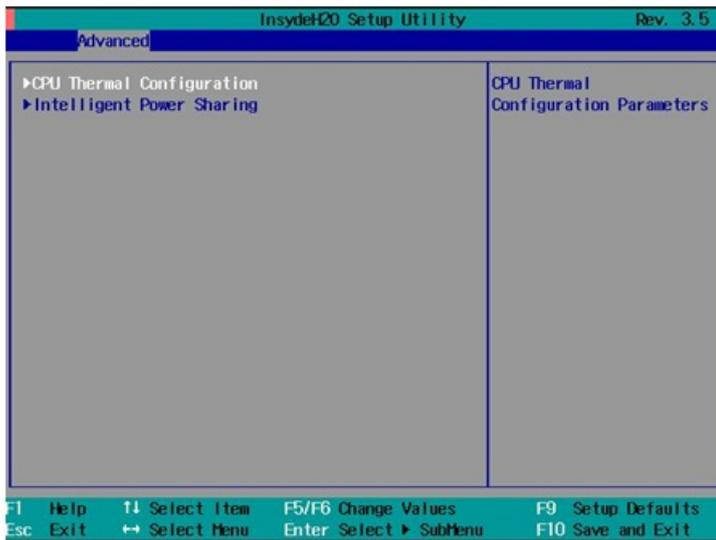 InsydeH2O Setup Utility Rev. 3.5
Advanced
▶CPU Thermal Configuration
▶Intelligent Power Sharing
CPU Thermal
Configuration Parameters
F1 Help ↑↓ Select Item F5/F6 Change Values F9 Setup Defaults
Esc Exit ↔ Select Menu Enter Select ▶ SubMenu F10 Save and Exit